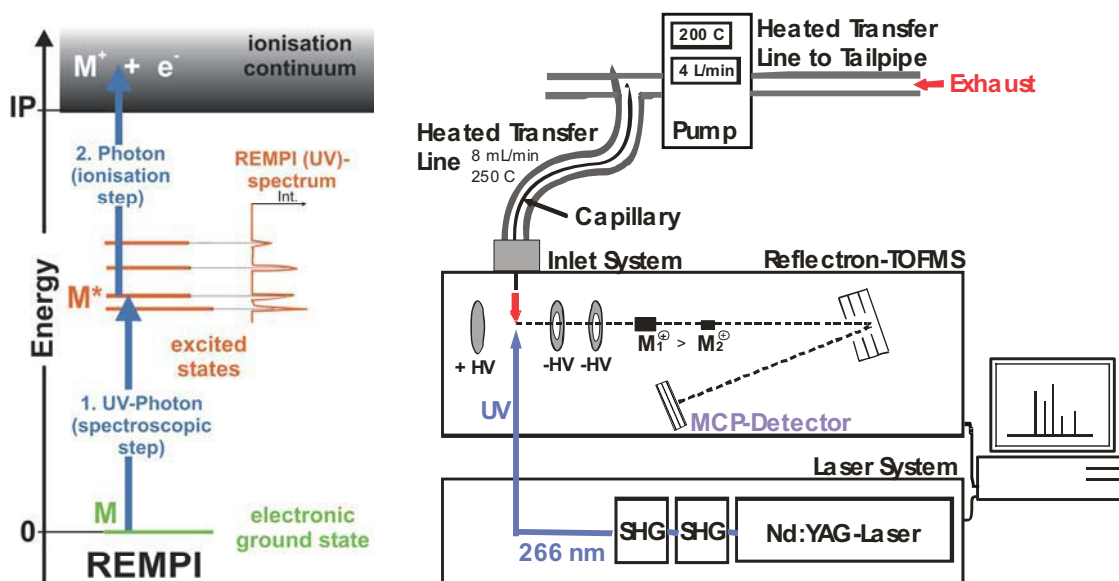 M⁺ + e⁻
ionisation
continuum
IP
2. Photon
(ionisation
step)
REMPI (UV)-
spectrum
Int.
M*
Energy
excited
states
1. UV-Photon
(spectroscopic
step)
M
0
electronic
ground state
REMPI
200 C
4 L/min
Pump
Heated Transfer
Line to Tailpipe
Exhaust
Heated Transfer
Line
8 mL/min
250 C
Capillary
Inlet System
Reflectron-TOFMS
+ HV
-HV
-HV
M₁⊕ > M₂⊕
UV
MCP-Detector
Laser System
SHG
SHG
Nd:YAG-Laser
266 nm